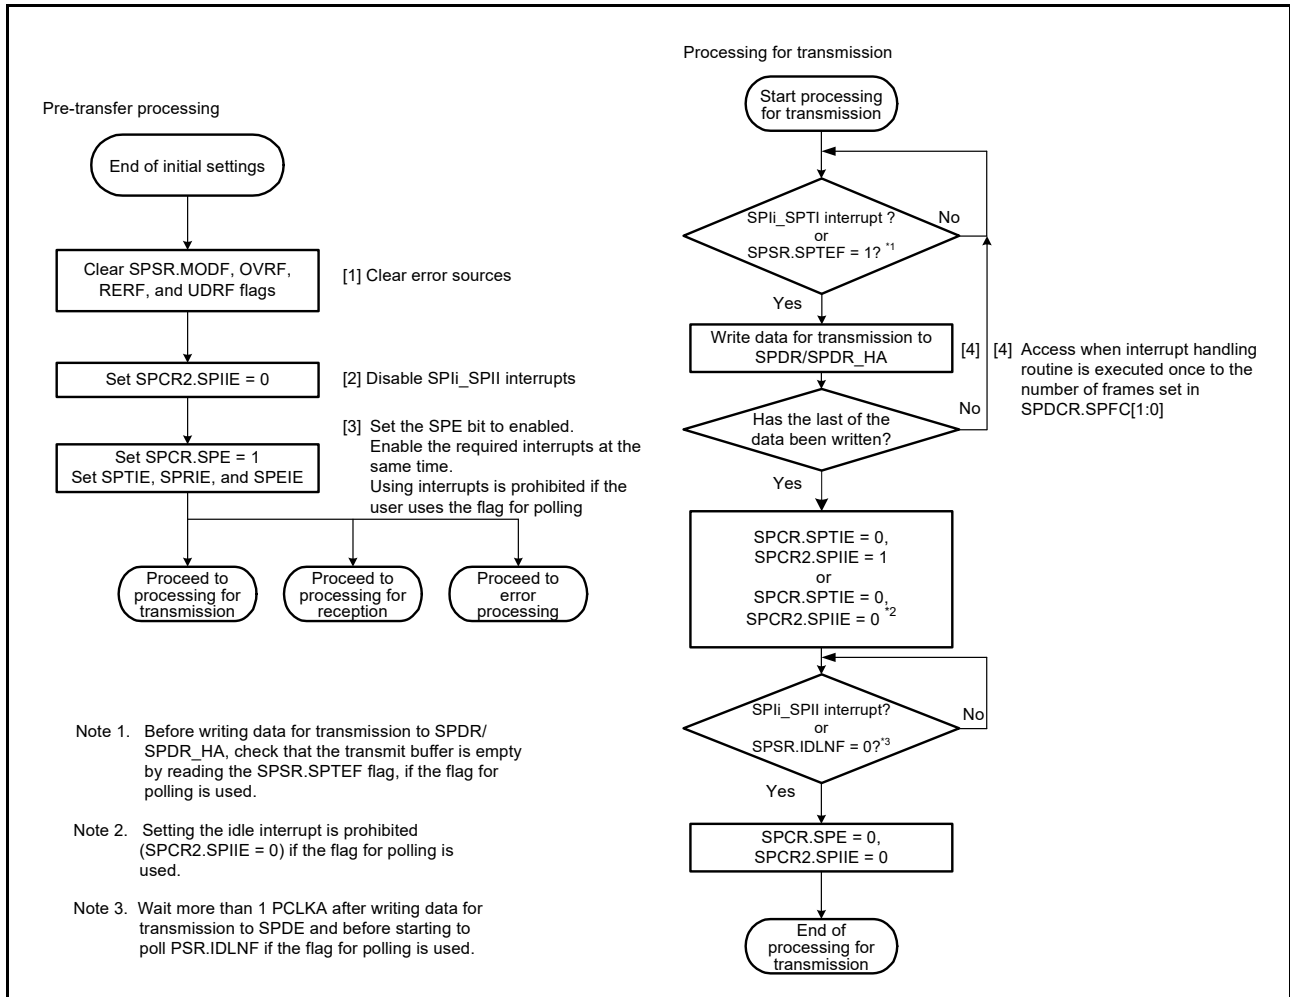 Pre-transfer processing
End of initial settings
Clear SPSR.MODF, OVRF,
RERF, and UDRF flags
[1] Clear error sources
Set SPCR2.SPIIE = 0
[2] Disable SPIi_SPII interrupts
Set SPCR.SPE = 1
Set SPTIE, SPRIE, and SPEIE
[3] Set the SPE bit to enabled.
Enable the required interrupts at the
same time.
Using interrupts is prohibited if the
user uses the flag for polling
Proceed to
processing for
transmission
Proceed to
processing for
reception
Proceed to
error
processing
Note 1. Before writing data for transmission to SPDR/
SPDR_HA, check that the transmit buffer is empty
by reading the SPSR.SPTEF flag, if the flag for
polling is used.
Note 2. Setting the idle interrupt is prohibited
(SPCR2.SPIIE = 0) if the flag for polling is
used.
Note 3. Wait more than 1 PCLKA after writing data for
transmission to SPDE and before starting to
poll PSR.IDLNF if the flag for polling is used.
Processing for transmission
Start processing
for transmission
SPIi_SPTI interrupt ?
or
SPSR.SPTEF = 1? *1
No
Yes
Write data for transmission to
SPDR/SPDR_HA
[4]
[4] Access when interrupt handling
routine is executed once to the
number of frames set in
SPDCR.SPFC[1:0]
Has the last of the
data been written?
No
Yes
SPCR.SPTIE = 0,
SPCR2.SPIIE = 1
or
SPCR.SPTIE = 0,
SPCR2.SPIIE = 0 *2
SPIi_SPII interrupt?
or
SPSR.IDLNF = 0?*3
No
Yes
SPCR.SPE = 0,
SPCR2.SPIIE = 0
End of
processing for
transmission